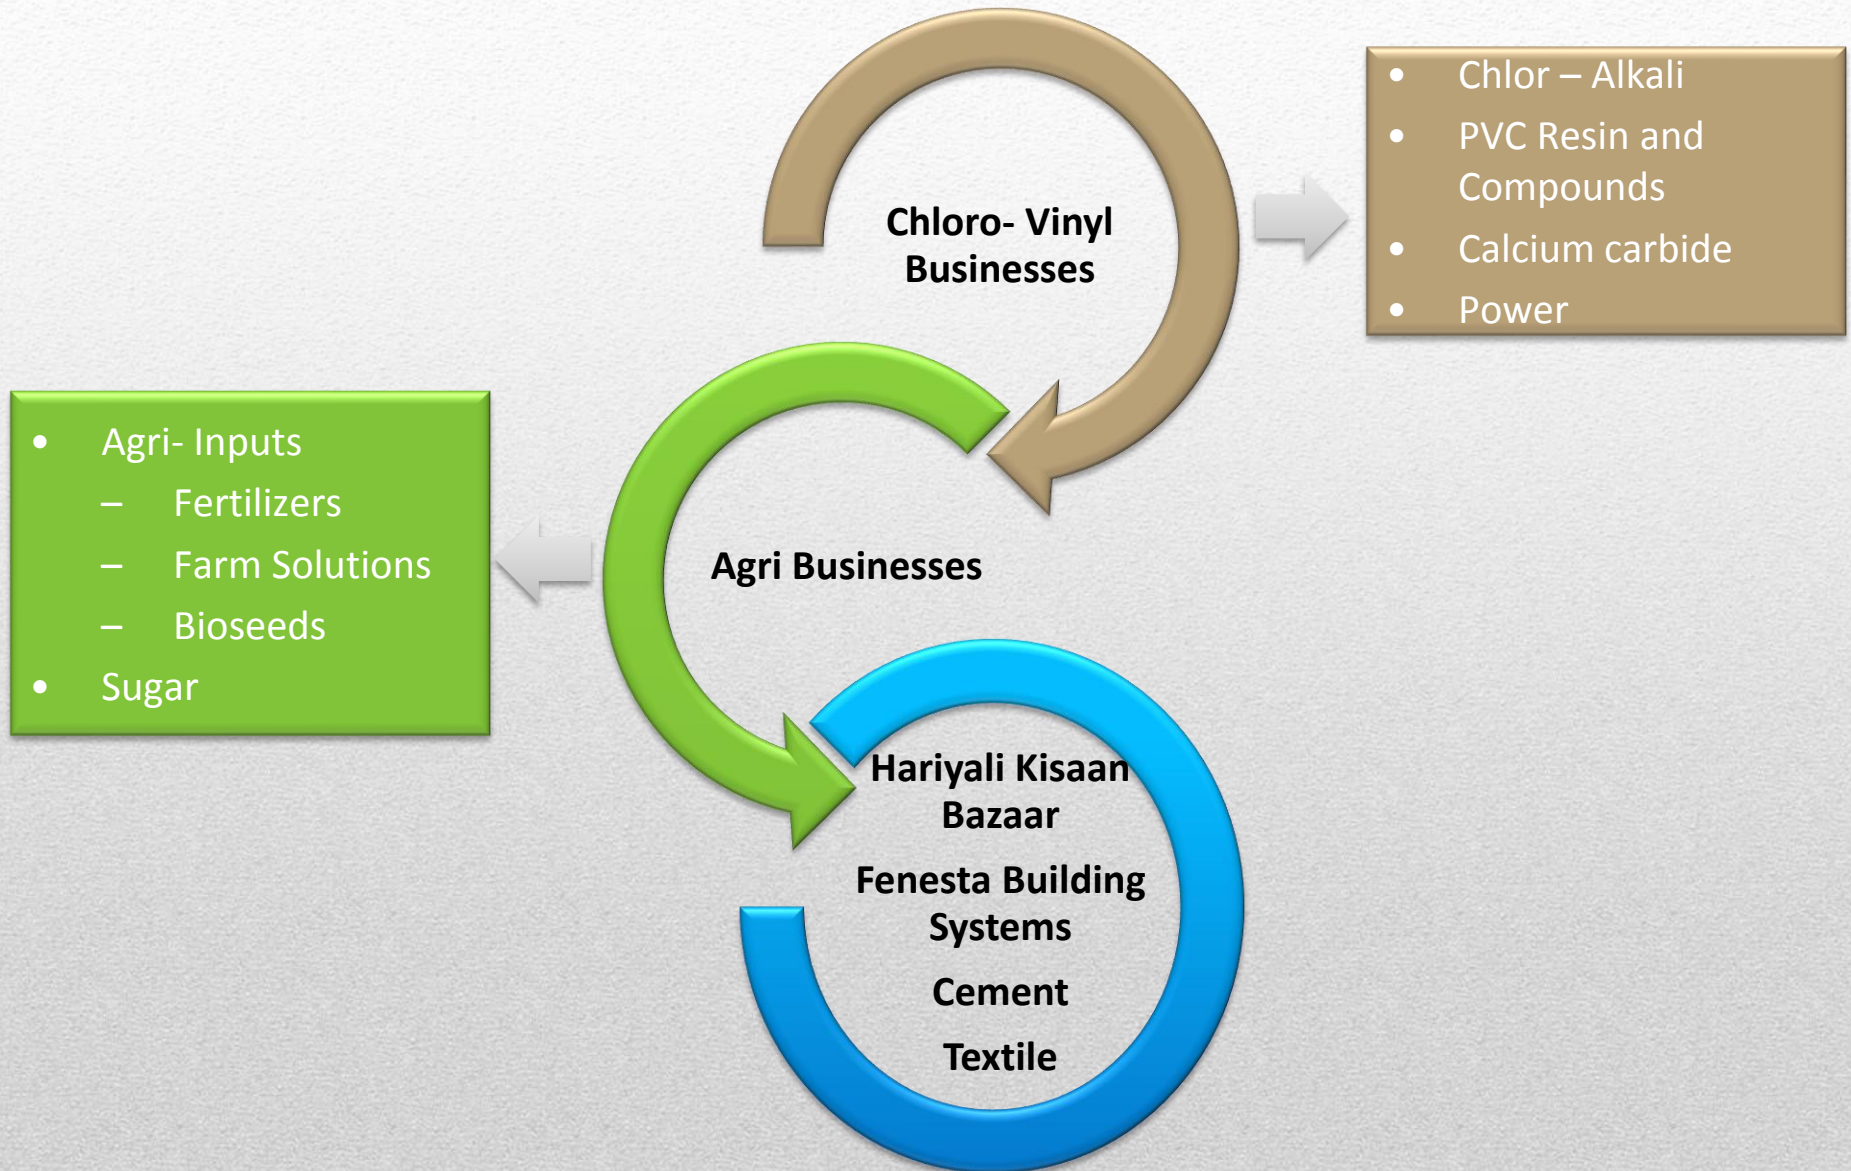 Chloro- Vinyl
Businesses
• Chlor – Alkali
• PVC Resin and
Compounds
• Calcium carbide
• Power
Agri Businesses
• Agri- Inputs
– Fertilizers
– Farm Solutions
– Bioseeds
• Sugar
Hariyali Kisaan
Bazaar
Fenesta Building
Systems
Cement
Textile